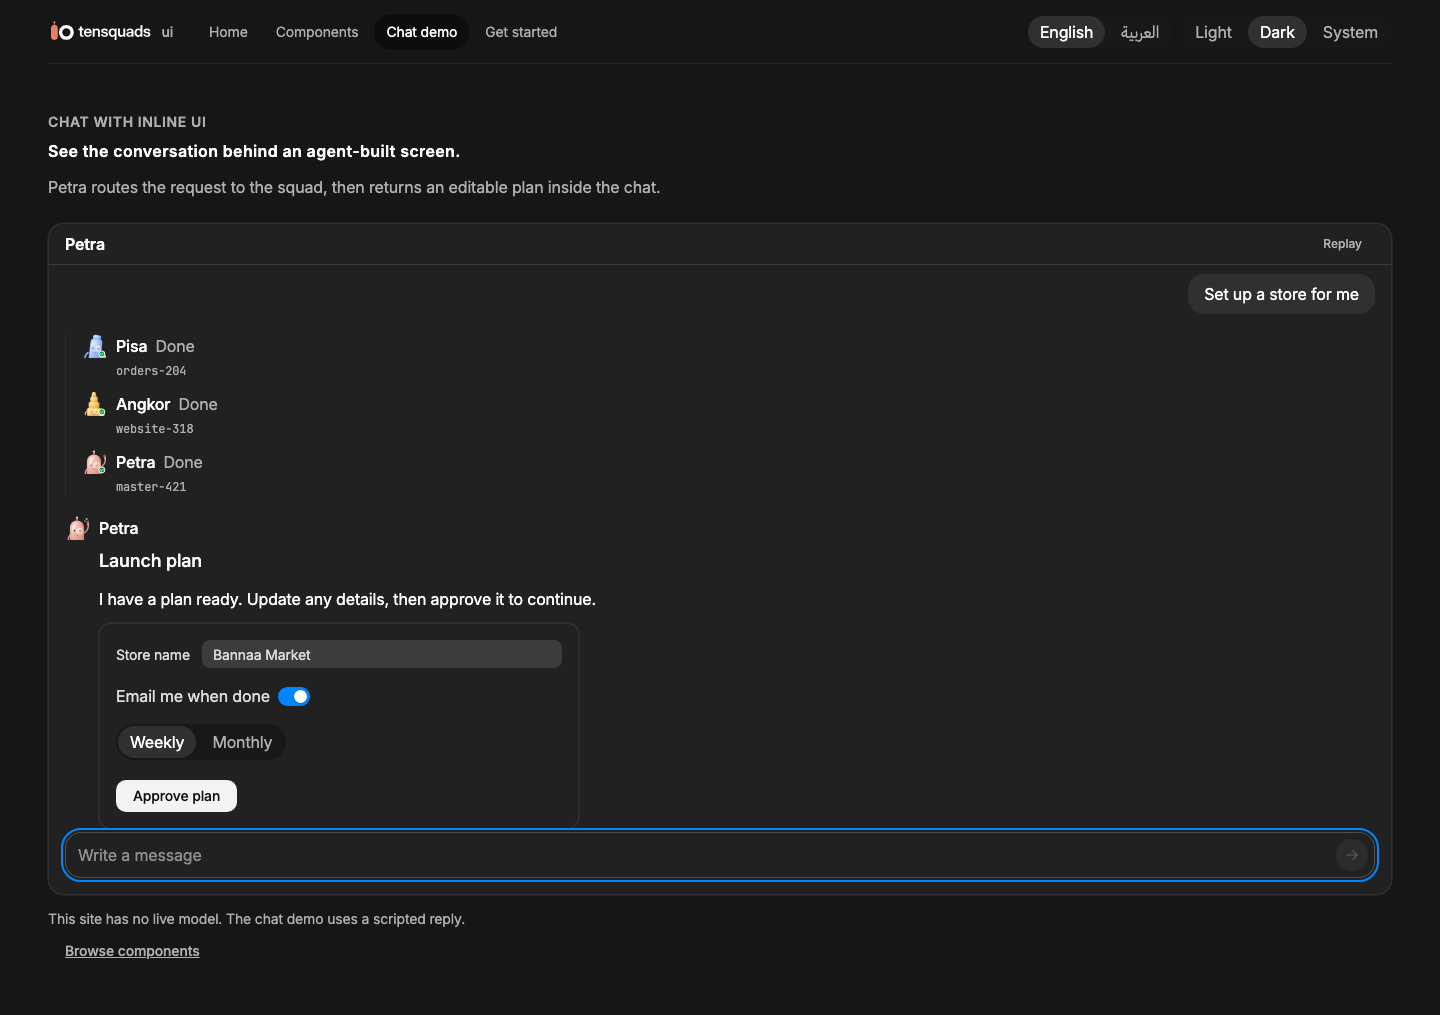 tensquads ui
Home
Components
Chat demo
Get started
English
العربية
Light
Dark
System
CHAT WITH INLINE UI
See the conversation behind an agent-built screen.
Petra routes the request to the squad, then returns an editable plan inside the chat.
Petra
Replay
Set up a store for me
Pisa Done
orders-204
Angkor Done
website-318
Petra Done
master-421
Petra
Launch plan
I have a plan ready. Update any details, then approve it to continue.
Store name Bannaa Market
Email me when done
Weekly Monthly
Approve plan
Write a message
This site has no live model. The chat demo uses a scripted reply.
Browse components